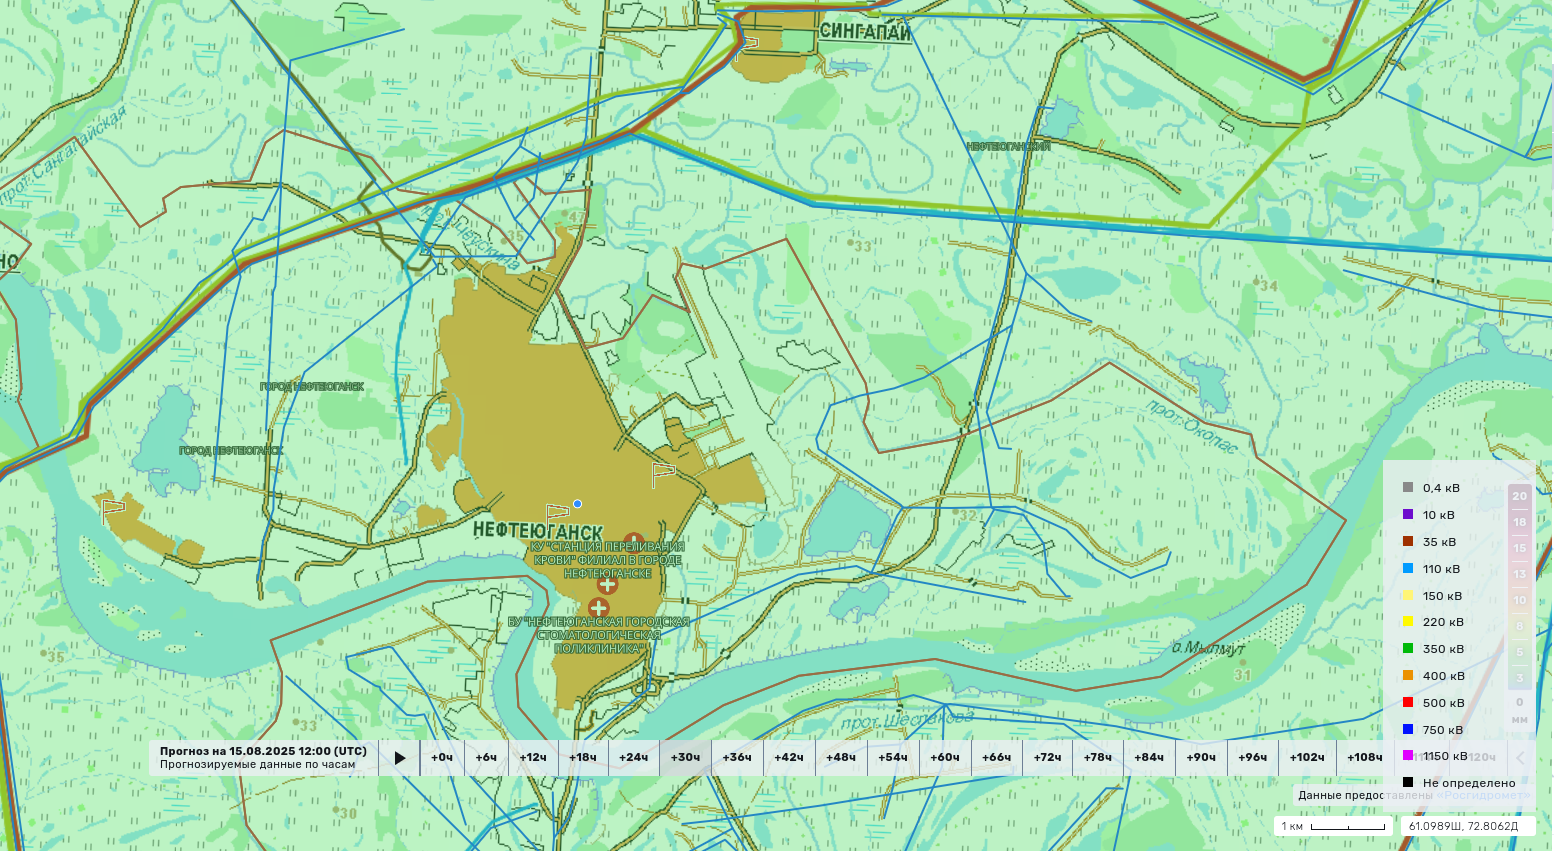 СИНГАПАЙ
прот.Сангапайская
НЕФТЕЮГАНСКИЙ
47
35
33
34
НО
ГОРОД НЕФТЕЮГАНСК
ГОРОД НЕФТЕЮГАНСК
прот.Окопас
32
НЕФТЕЮГАНСК
КУ "СТАНЦИЯ ПЕРЕЛИВАНИЯ
КРОВИ" ФИЛИАЛ В ГОРОДЕ
НЕФТЕЮГАНСКЕ
БУ "НЕФТЕЮГАНСКАЯ ГОРОДСКАЯ
СТОМАТОЛОГИЧЕСКАЯ
ПОЛИКЛИНИКА"
35
33
30
31
о.Мыпмут
прот.Шеспакова
0,4 кВ
10 кВ
35 кВ
110 кВ
150 кВ
220 кВ
350 кВ
400 кВ
500 кВ
750 кВ
1150 кВ
Не определено
20
18
15
13
10
8
5
3
0
мм
Прогноз на 15.08.2025 12:00 (UTC)
Прогнозируемые данные по часам
+0ч +6ч +12ч +18ч +24ч +30ч +36ч +42ч +48ч +54ч +60ч +66ч +72ч +78ч +84ч +90ч +96ч +102ч +108ч
Данные предоставлены «Росгидромет»
1 км
61.0989Ш, 72.8062Д